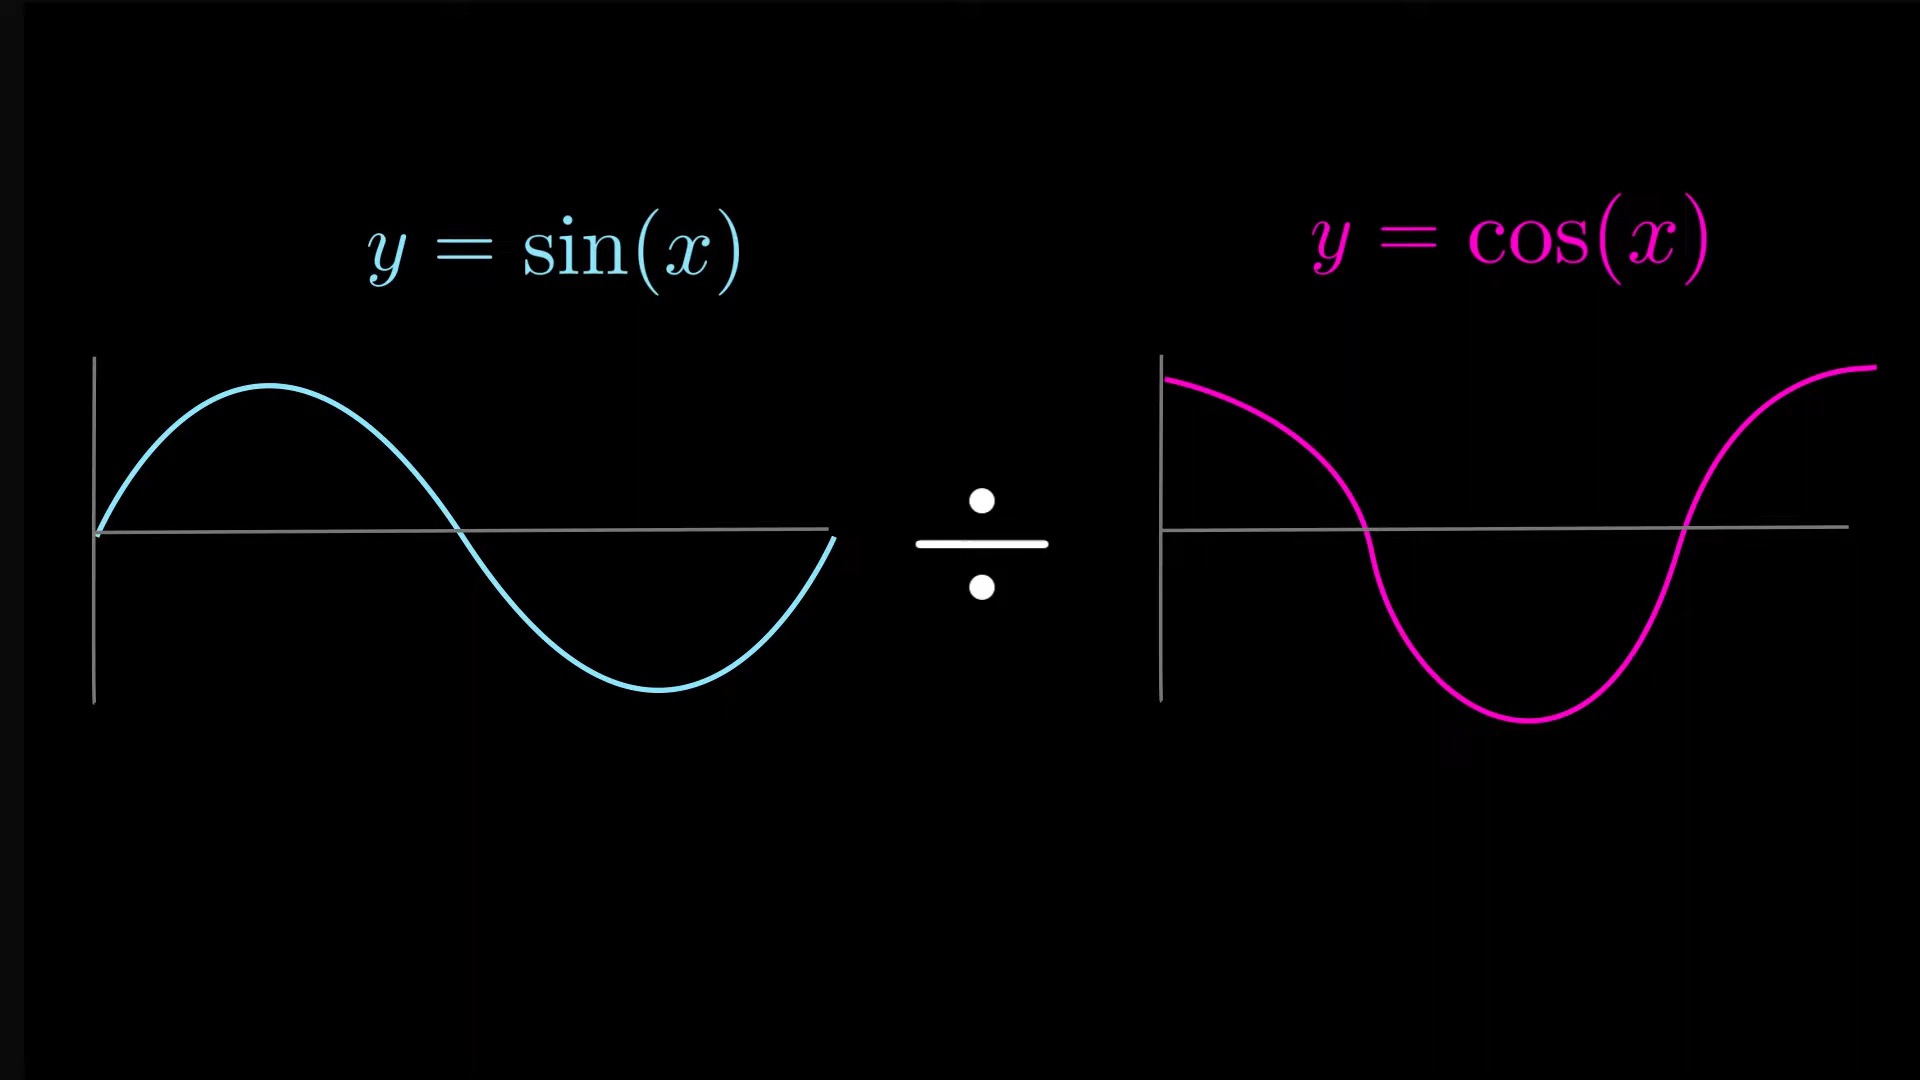 y = sin(x)
y = cos(x)
÷